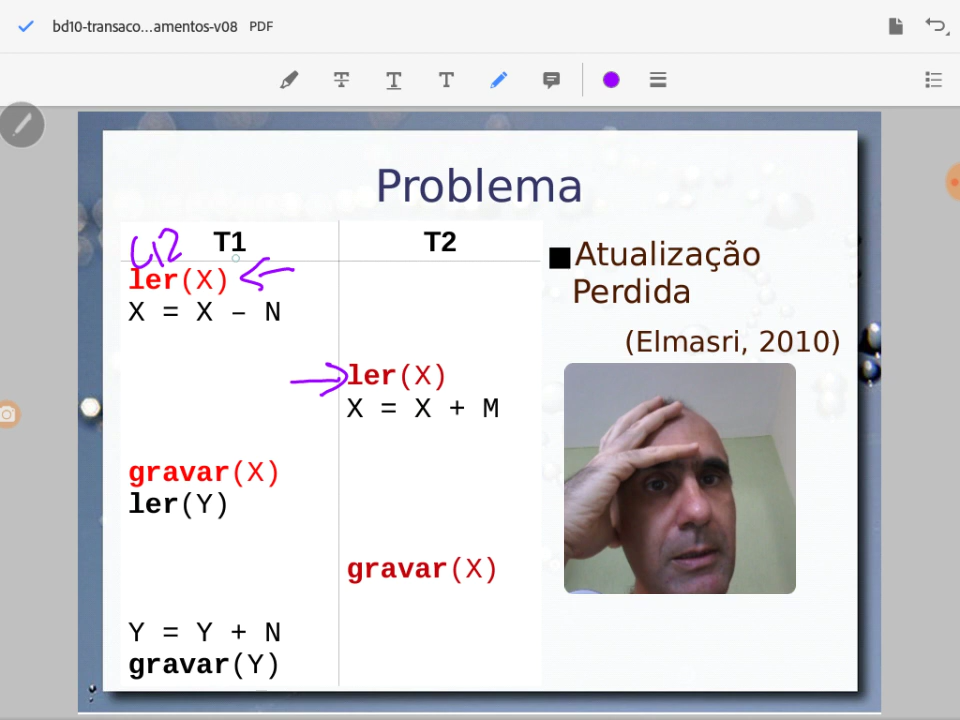 bd10-transaco...amentos-v08 PDF
T T T
Problema
T1 T2
ler(X)
X = X – N
ler(X)
X = X + M
gravar(X)
ler(Y)
gravar(X)
Y = Y + N
gravar(Y)
■Atualização
Perdida
(Elmasri, 2010)